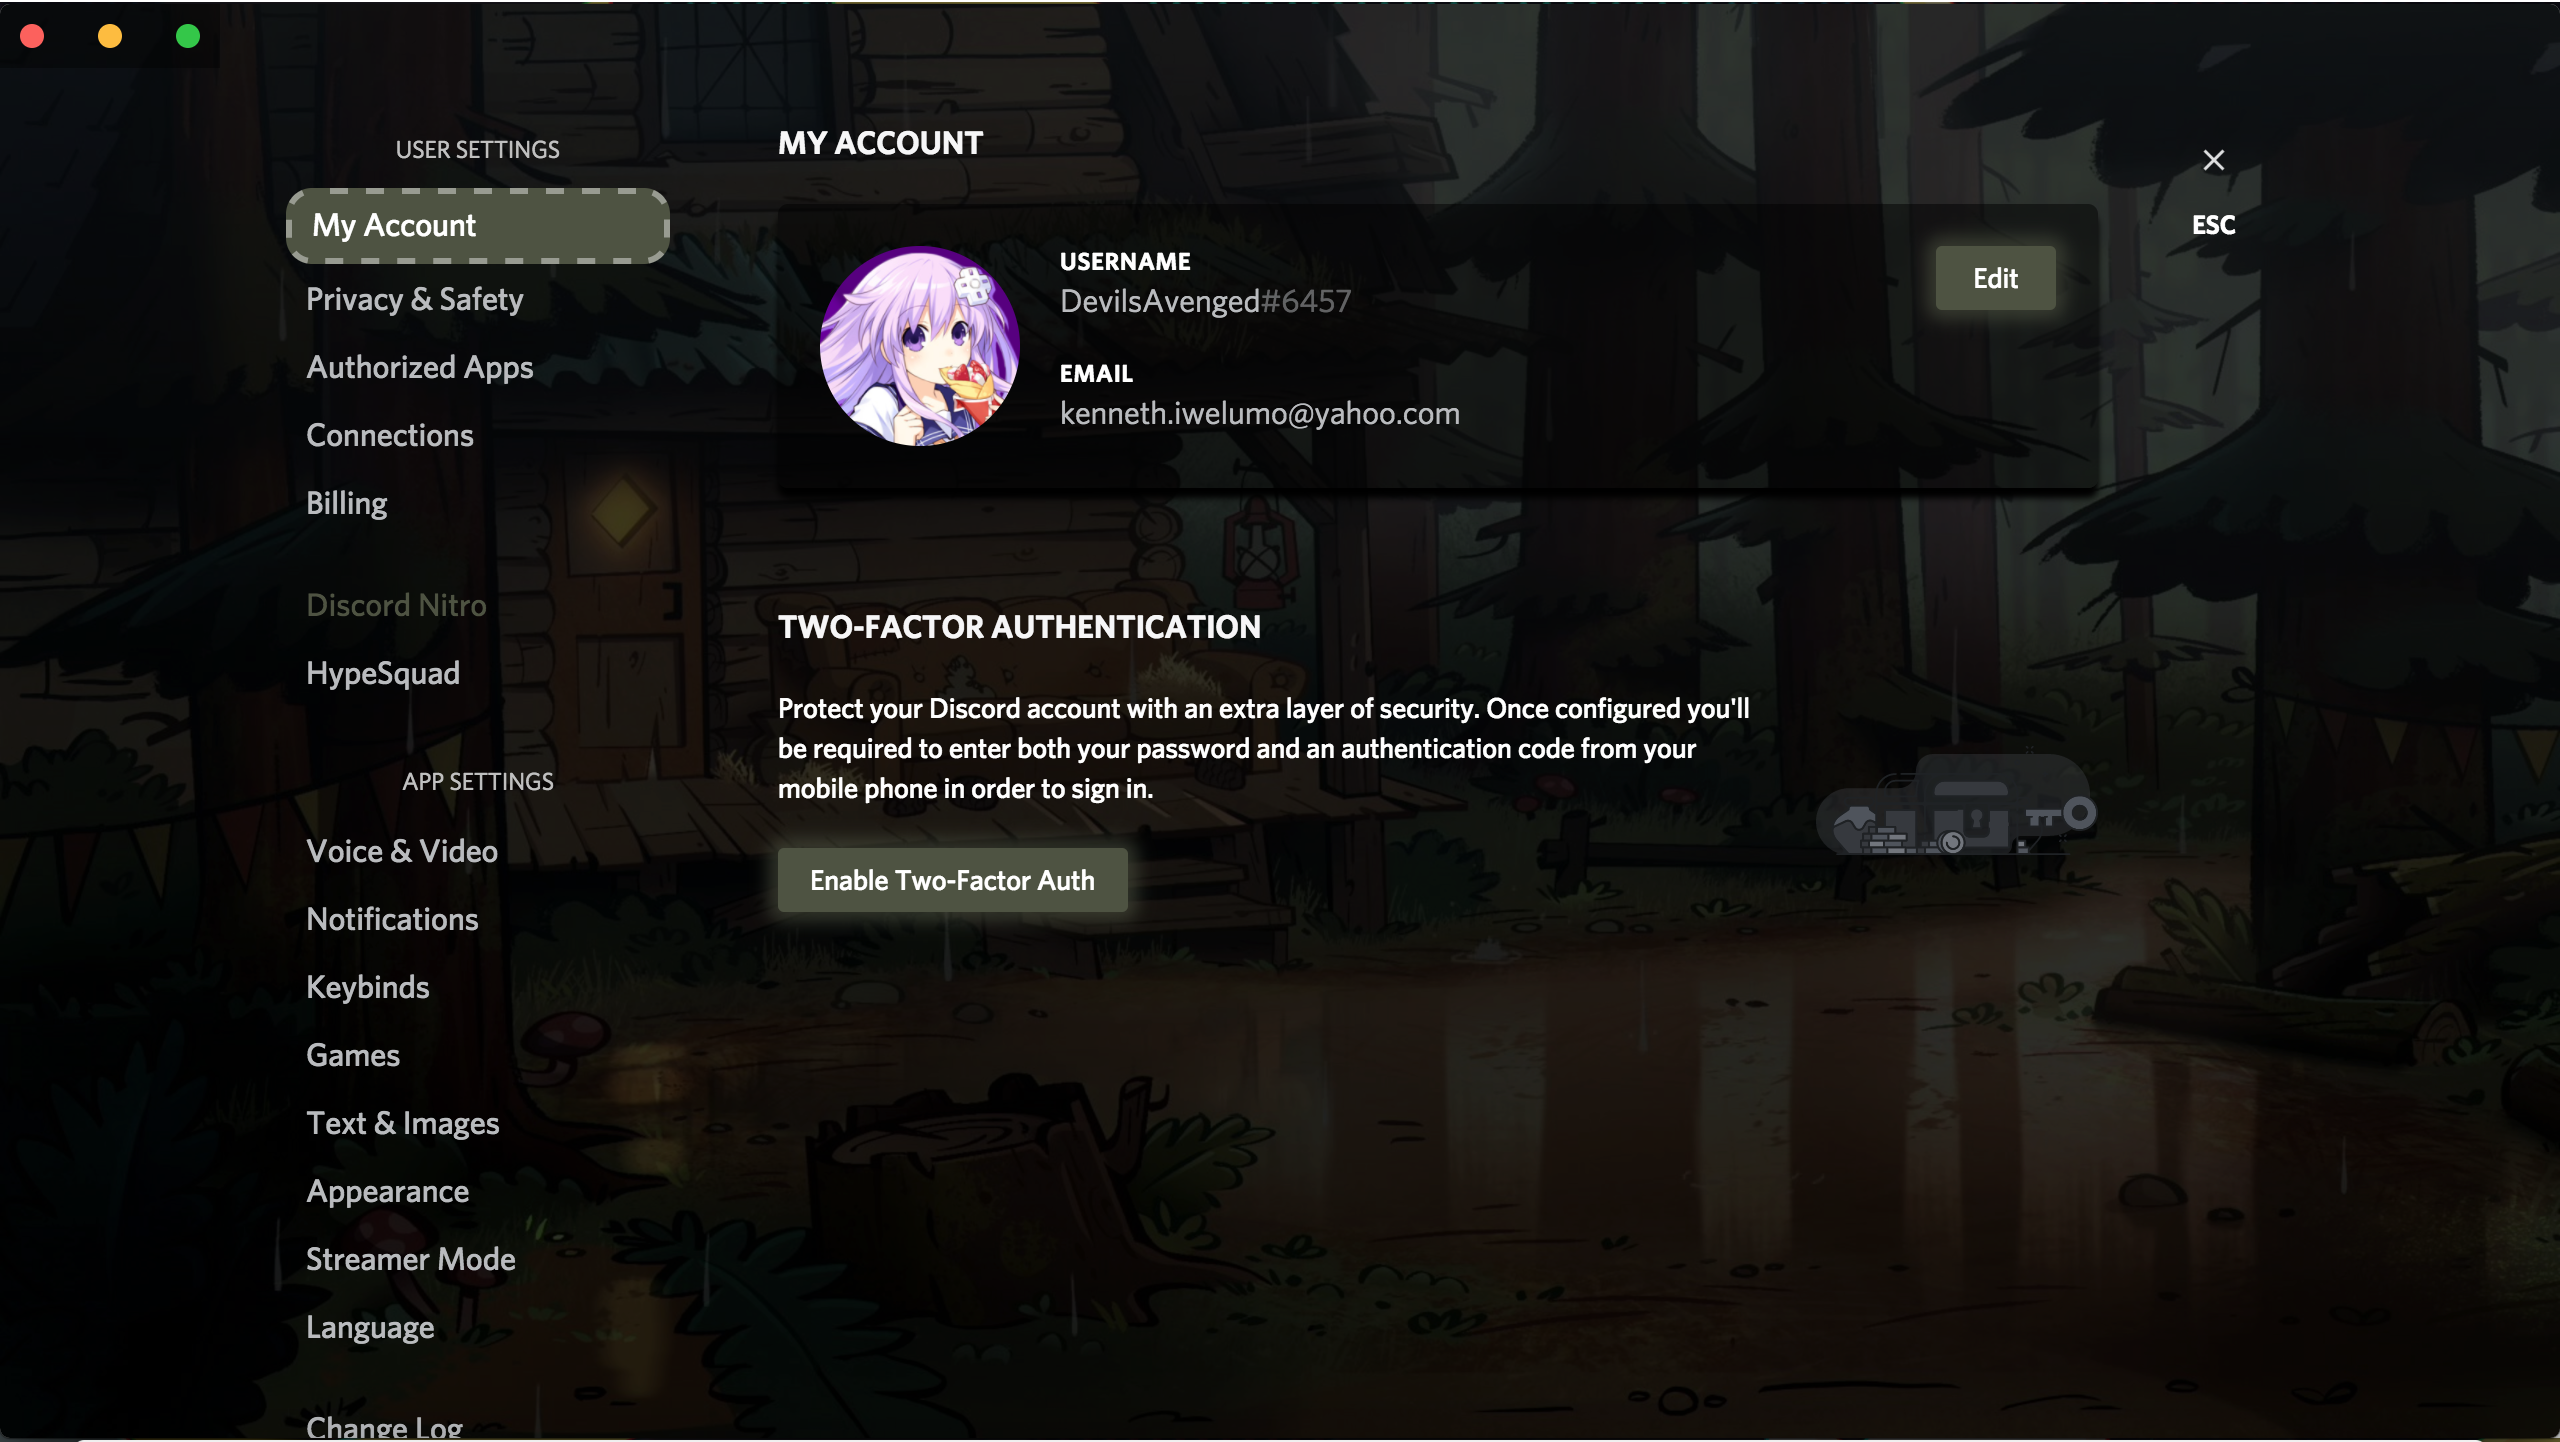 USER SETTINGS
My Account
Privacy & Safety
Authorized Apps
Connections
Billing
Discord Nitro
HypeSquad
APP SETTINGS
Voice & Video
Notifications
Keybinds
Games
Text & Images
Appearance
Streamer Mode
Language
Change Log
MY ACCOUNT
USERNAME
DevilsAvenged#6457
EMAIL
kenneth.iwelumo@yahoo.com
Edit
ESC
TWO-FACTOR AUTHENTICATION
Protect your Discord account with an extra layer of security. Once configured you'll
be required to enter both your password and an authentication code from your
mobile phone in order to sign in.
Enable Two-Factor Auth